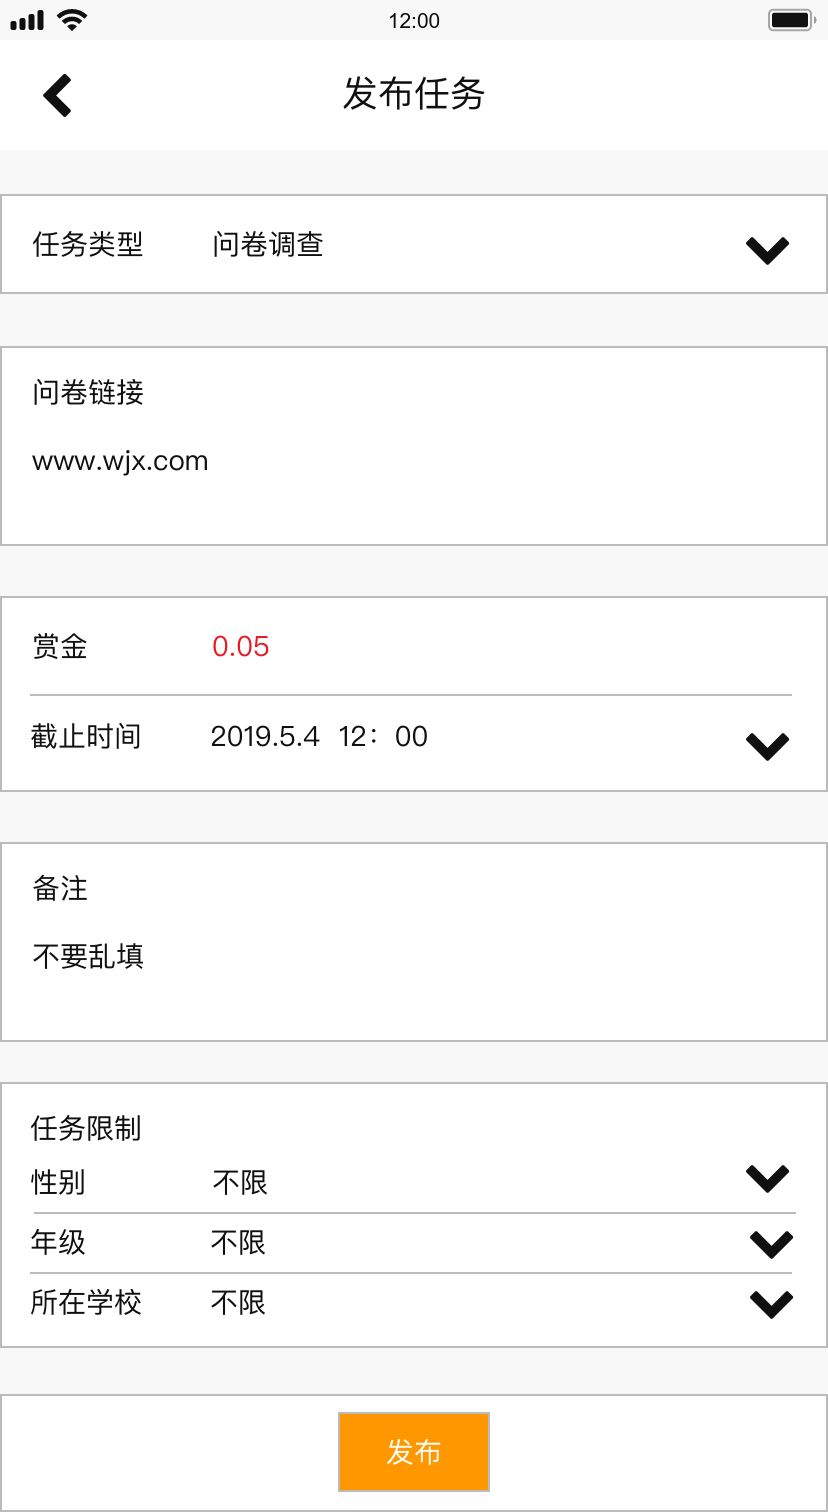 12:00
发布任务
任务类型 问卷调查
问卷链接
www.wjx.com
赏金 0.05
截止时间 2019.5.4 12：00
备注
不要乱填
任务限制
性别 不限
年级 不限
所在学校 不限
发布